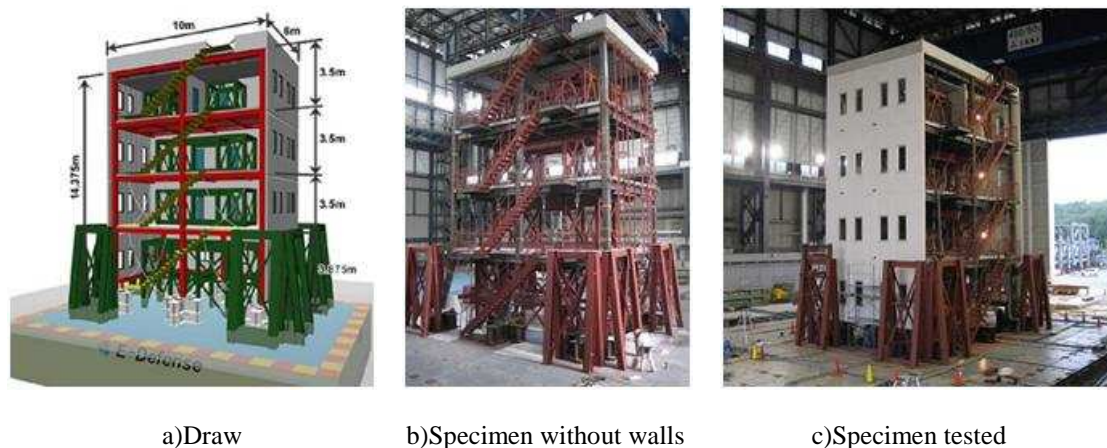 10m
6m
3.5m
3.5m
3.5m
14.375m
3.875m
E-Defense
a)Draw
b)Specimen without walls
c)Specimen tested